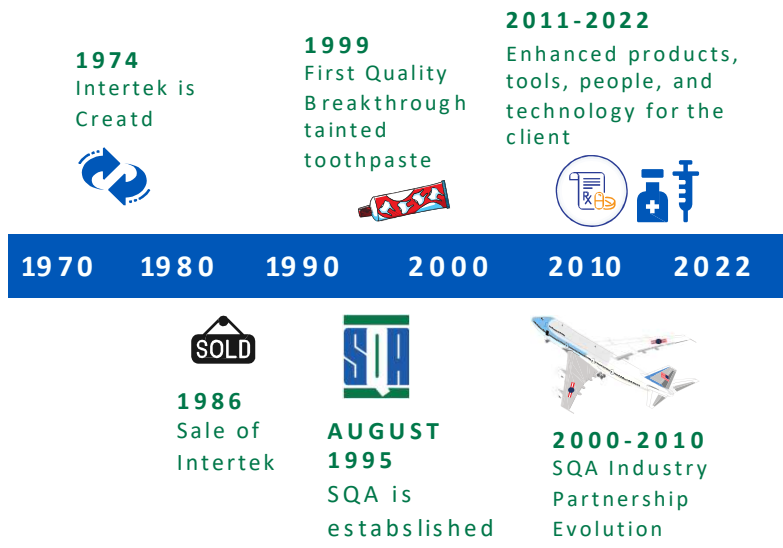 1974
Intertek is
Creatd
1999
First Quality
Breakthrough
tainted
toothpaste
2011-2022
Enhanced products,
tools, people, and
technology for the
client
Rx
1970 1980 1990 2000 2010 2022
SOLD
1986
Sale of
Intertek
SQA
AUGUST
1995
SQA is
estabslished
2000-2010
SQA Industry
Partnership
Evolution